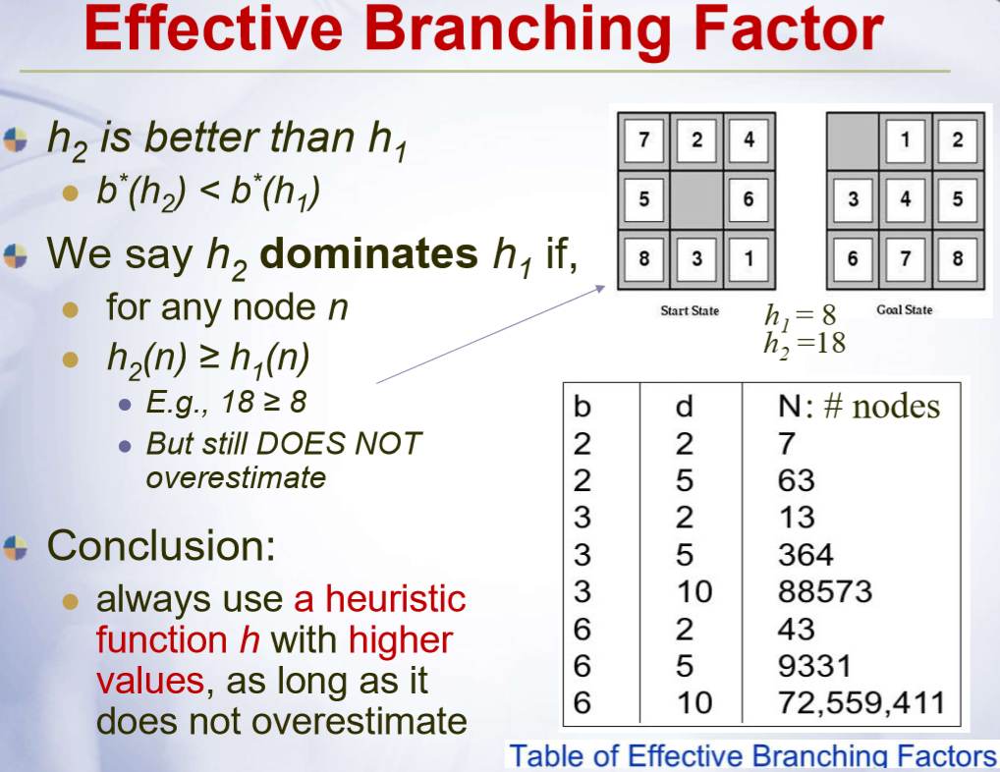 Effective Branching Factor
h2 is better than h1
b*(h2) < b*(h1)
We say h2 dominates h1 if,
for any node n
h2(n) ≥ h1(n)
E.g., 18 ≥ 8
But still DOES NOT
overestimate
Conclusion:
always use a heuristic
function h with higher
values, as long as it
does not overestimate
7 2 4
5 6
8 3 1
Start State
1 2
3 4 5
6 7 8
Goal State
h1 = 8
h2 =18
b d N: # nodes
2 2 7
2 5 63
3 2 13
3 5 364
3 10 88573
6 2 43
6 5 9331
6 10 72,559,411
Table of Effective Branching Factors